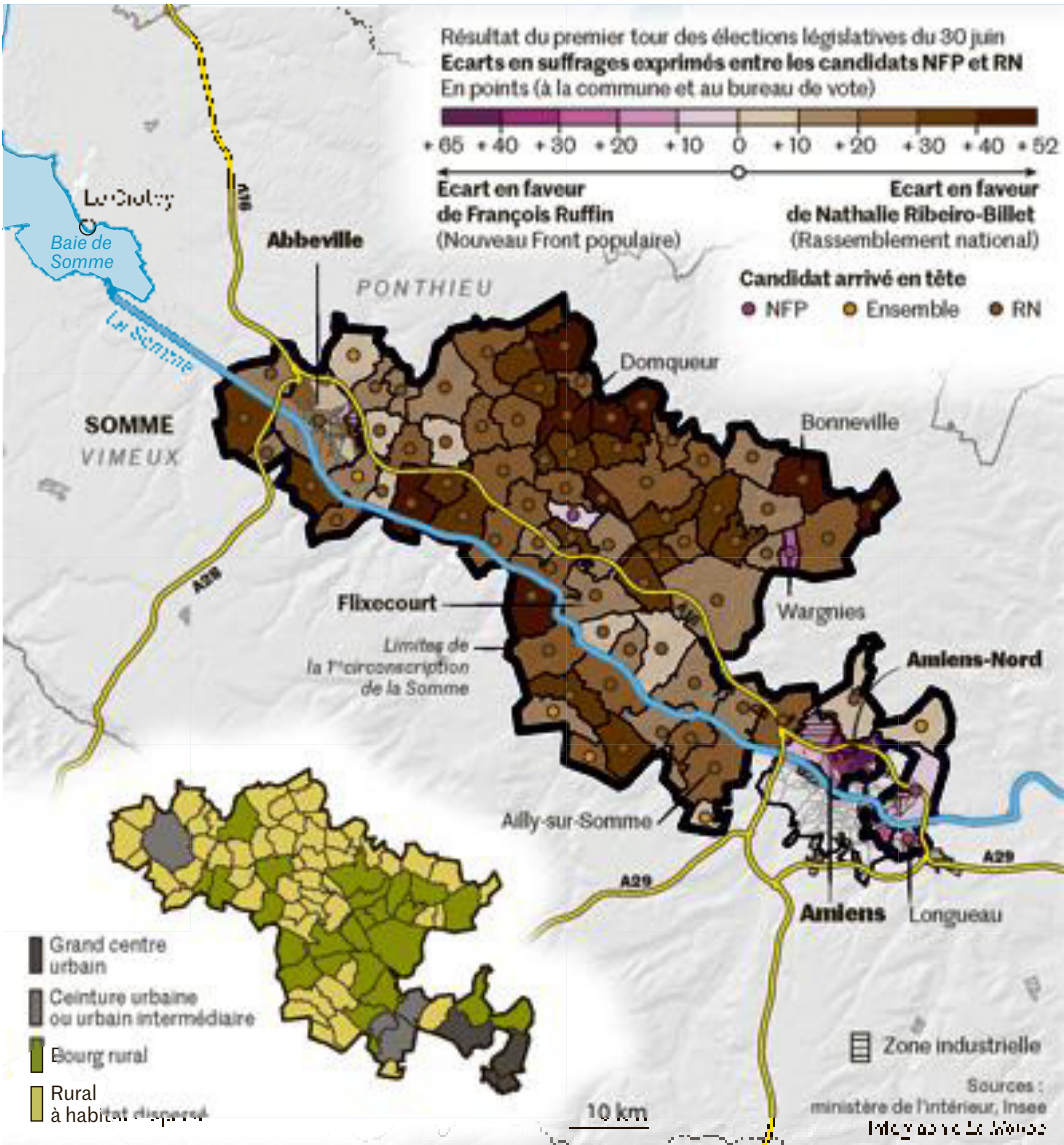 Résultat du premier tour des élections législatives du 30 juin
Ecarts en suffrages exprimés entre les candidats NFP et RN
En points (à la commune et au bureau de vote)
+ 65 + 40 + 30 + 20 + 10 0 + 10 + 20 + 30 + 40 + 52
Ecart en faveur
de François Ruffin
(Nouveau Front populaire)
Ecart en faveur
de Nathalie Ribeiro-Billet
(Rassemblement national)
Candidat arrivé en tête
NFP Ensemble RN
A16
Baie de
Somme
Abbeville
PONTHIEU
La Somme
Domqueur
SOMME
VIMEUX
Bonneville
A28
Flixecourt
Wargnies
Limites de
la 1re circonscription
de la Somme
Amiens-Nord
Ailly-sur-Somme
A29
A29
Amiens
Longueau
Grand centre
urbain
Ceinture urbaine
ou urbain intermédiaire
Bourg rural
Rural
à habitat dispersé
10 km
Zone industrielle
Sources :
ministère de l'intérieur, Insee